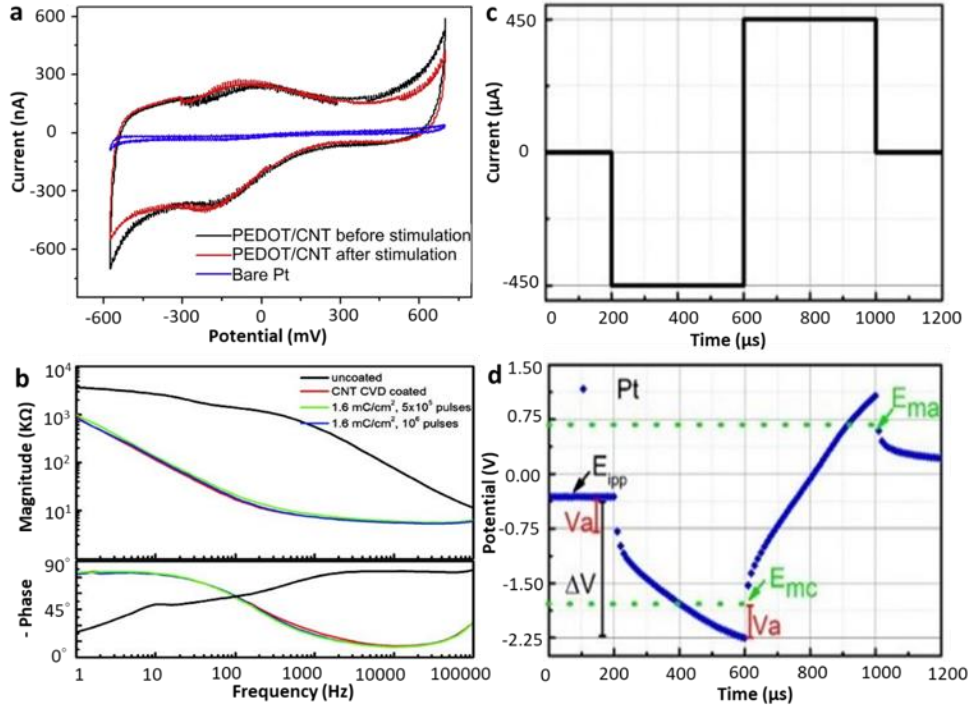 a
600
300
0
-300
-600
Current (nA)
PEDOT/CNT before stimulation
PEDOT/CNT after stimulation
Bare Pt
-600 -300 0 300 600
Potential (mV)
c
450
0
-450
Current (µA)
0 200 400 600 800 1000 1200
Time (µs)
b
10⁴
10³
10²
10¹
Magnitude (KΩ)
uncoated
CNT CVD coated
1.6 mC/cm², 5x10⁵ pulses
1.6 mC/cm², 10⁶ pulses
90°
45°
0°
- Phase
1 10 100 1000 10000 100000
Frequency (Hz)
d
1.50
0.75
0.00
-0.75
-1.50
-2.25
Potential (V)
Pt
Ema
Eipp
Va
ΔV
Emc
Va
0 200 400 600 800 1000 1200
Time (µs)